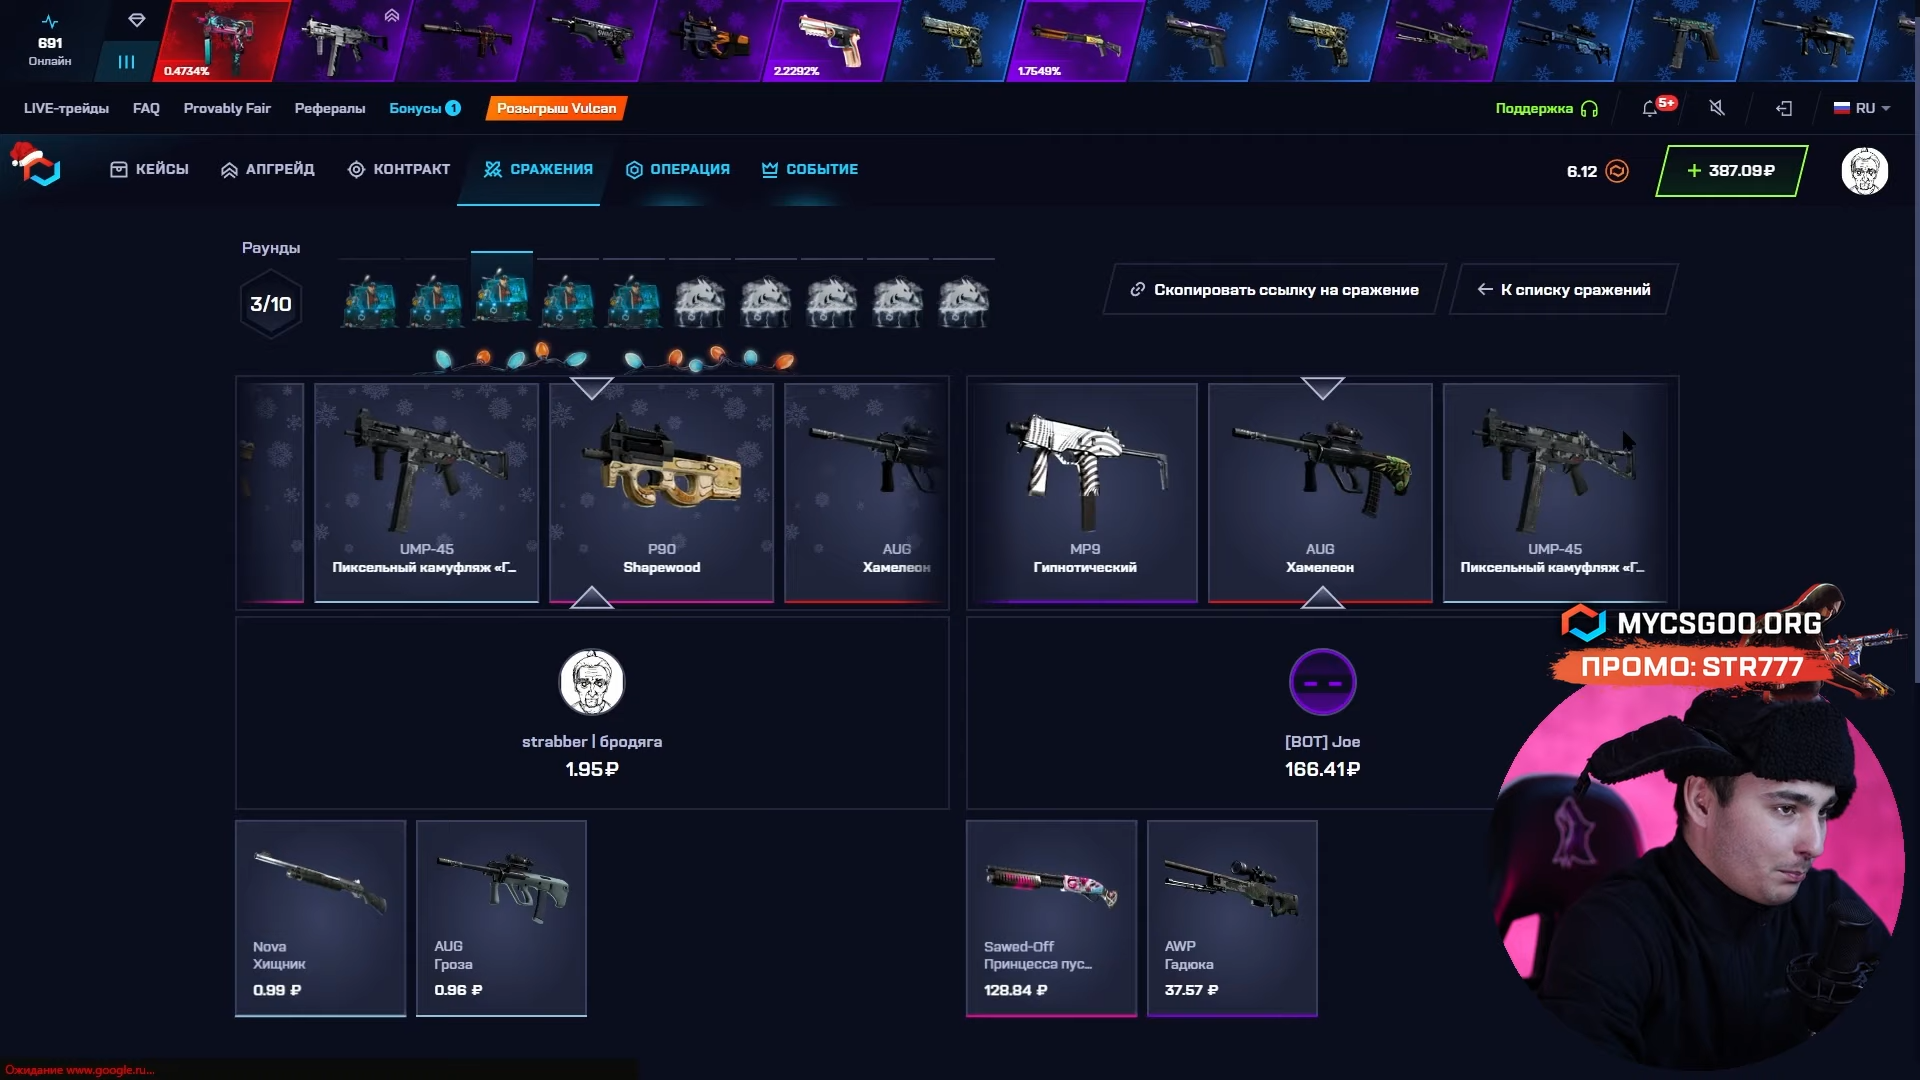 691
Онлайн
0.4734%
2.2292%
1.7549%
LIVE-трейды
FAQ
Provably Fair
Рефералы
Бонусы 1
Розыгрыш Vulcan
Поддержка
5+
RU
КЕЙСЫ
АПГРЕЙД
КОНТРАКТ
СРАЖЕНИЯ
ОПЕРАЦИЯ
СОБЫТИЕ
6.12
+ 387.09₽
Раунды
3/10
Скопировать ссылку на сражение
← К списку сражений
UMP-45
Пиксельный камуфляж «Г...
P90
Shapewood
AUG
Хамелеон
MP9
Гипнотический
AUG
Хамелеон
UMP-45
Пиксельный камуфляж «Г...
MYCSGOO.ORG
ПРОМО: STR777
strabber | бродяга
1.95₽
[BOT] Joe
166.41₽
Nova
Хищник
0.99 ₽
AUG
Гроза
0.96 ₽
Sawed-Off
Принцесса пус...
128.84 ₽
AWP
Гадюка
37.57 ₽
Ожидание www.google.ru...